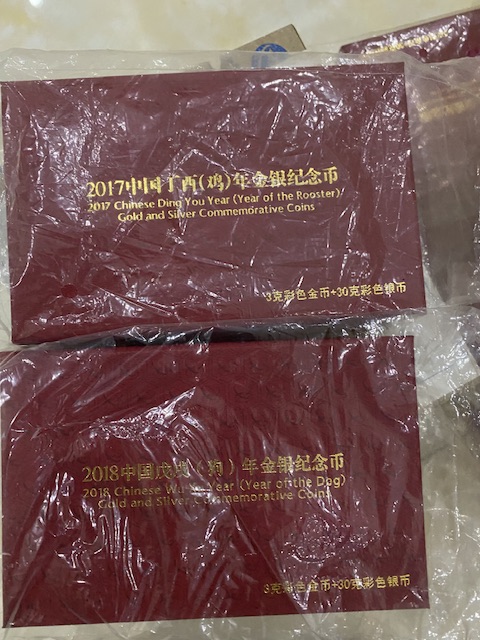 2017中国丁酉(鸡)年金银纪念币
2017 Chinese Ding You Year (Year of the Rooster)/
Gold and Silver Commemorative Coins
3克彩色金币+30克彩色银币
2018中国戊戌(狗)年金银纪念币
2018 Chinese Wu Xu Year (Year of the Dog)
Gold and Silver Commemorative Coins
3克彩色金币+30克彩色银币